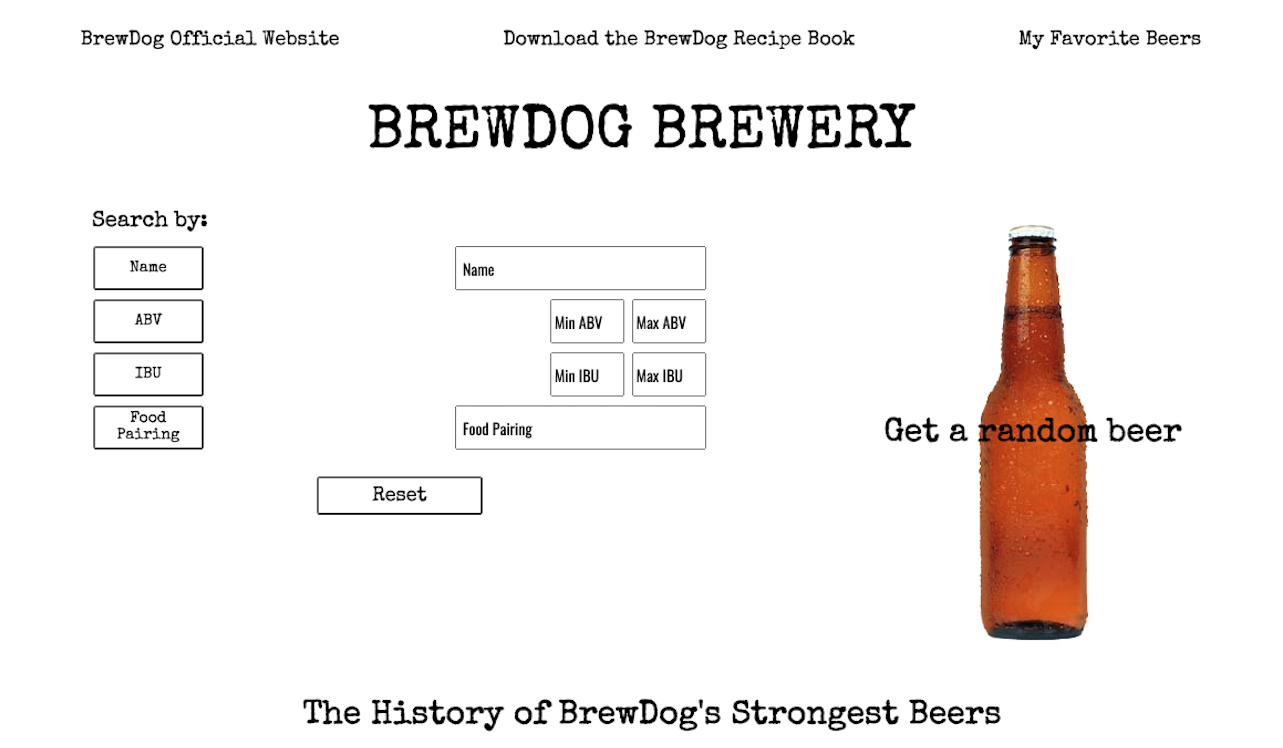 BrewDog Official Website
Download the BrewDog Recipe Book
My Favorite Beers
BREWDOG BREWERY
Search by:
Name
Name
ABV
Min ABV
Max ABV
IBU
Min IBU
Max IBU
Food
Pairing
Food Pairing
Get a random beer
Reset
The History of BrewDog's Strongest Beers